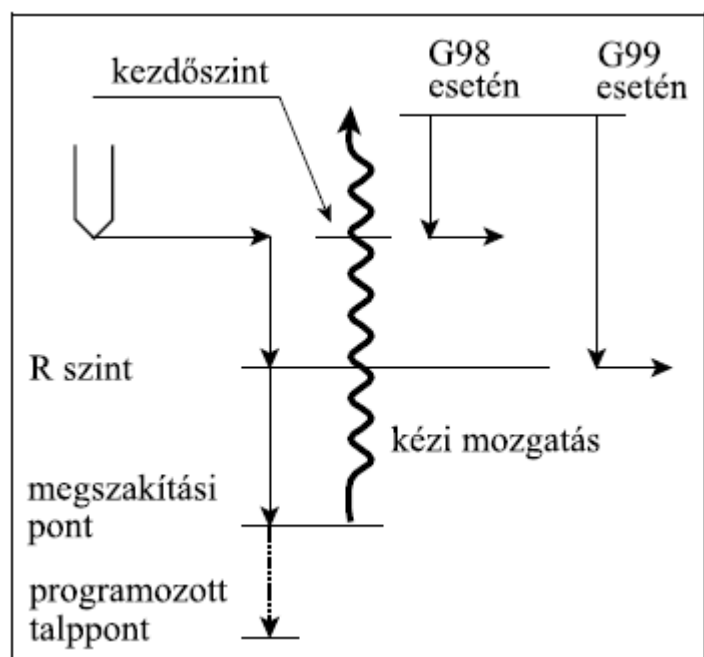 kezdőszint
G98
esetén
G99
esetén
R szint
kézi mozgatás
megszakítási
pont
programozott
talppont